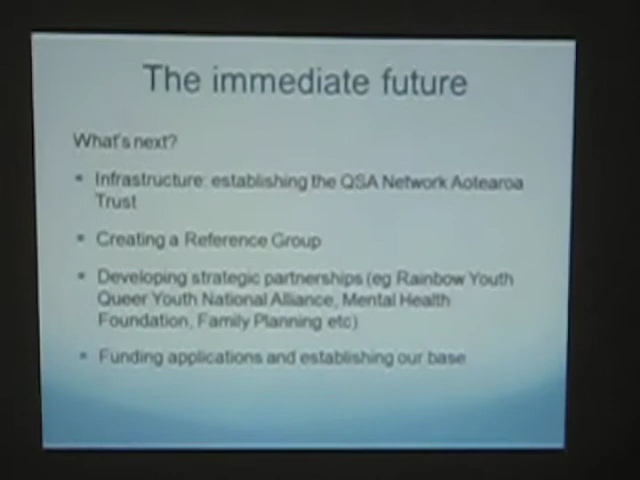 The immediate future
What's next?
Infrastructure: establishing the QSA Network Aotearoa
Trust
Creating a Reference Group
Developing strategic partnerships (eg Rainbow Youth
Queer Youth National Alliance, Mental Health
Foundation, Family Planning etc)
Funding applications and establishing our base